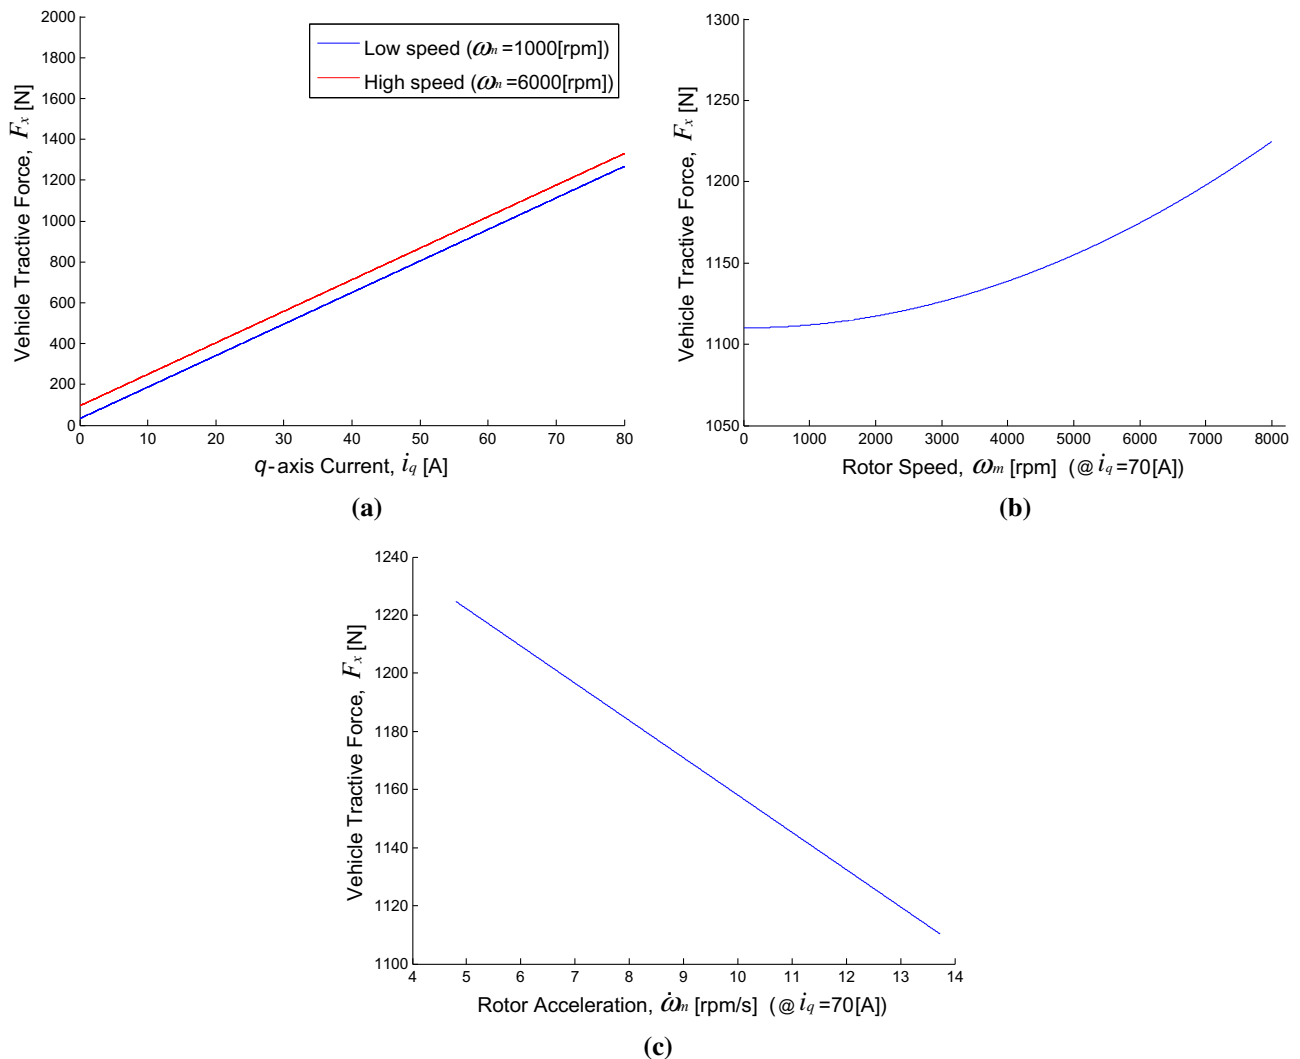 2000
1800
1600
1400
1200
1000
800
600
400
200
0
Vehicle Tractive Force, Fx [N]
Low speed (ωn =1000[rpm])
High speed (ωn =6000[rpm])
0 10 20 30 40 50 60 70 80
q-axis Current, iq [A]
(a)
1300
1250
1200
1150
1100
1050
Vehicle Tractive Force, Fx [N]
0 1000 2000 3000 4000 5000 6000 7000 8000
Rotor Speed, ωm [rpm] (@ iq =70[A])
(b)
1240
1220
1200
1180
1160
1140
1120
1100
Vehicle Tractive Force, Fx [N]
4 5 6 7 8 9 10 11 12 13 14
Rotor Acceleration, ω̇n [rpm/s] (@ iq =70[A])
(c)